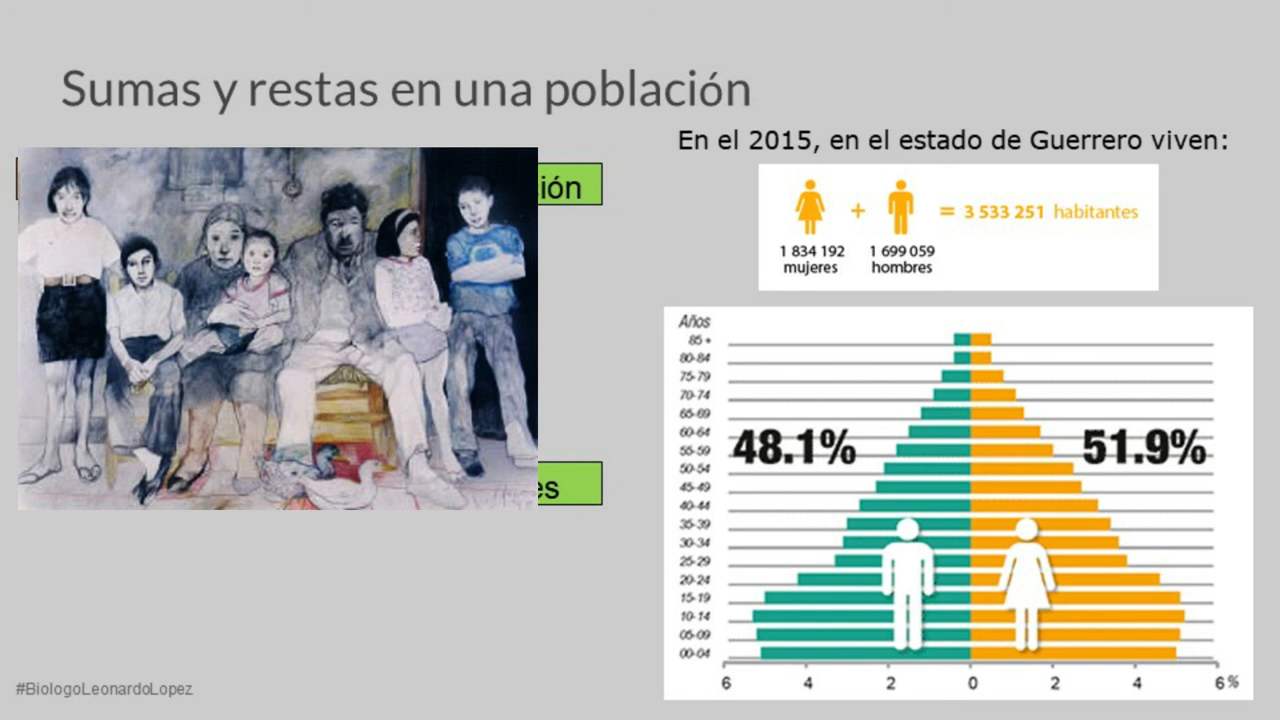 Sumas y restas en una población
ión
es
En el 2015, en el estado de Guerrero viven:
+ = 3 533 251 habitantes
1 834 192 1 699 059
mujeres hombres
Años
85 +
80-84
75-79
70-74
65-69
60-64
55-59
50-54
45-49
40-44
35-39
30-34
25-29
20-24
15-19
10-14
05-09
00-04
48.1% 51.9%
6 4 2 0 2 4 6 %
#BiologoLeonardoLopez